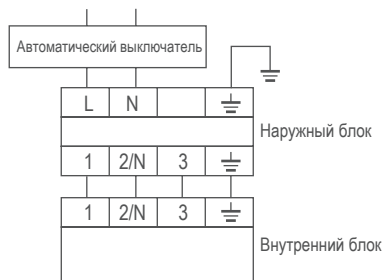 Автоматический выключатель
L N
Наружный блок
1 2/N 3
1 2/N 3
Внутренний блок